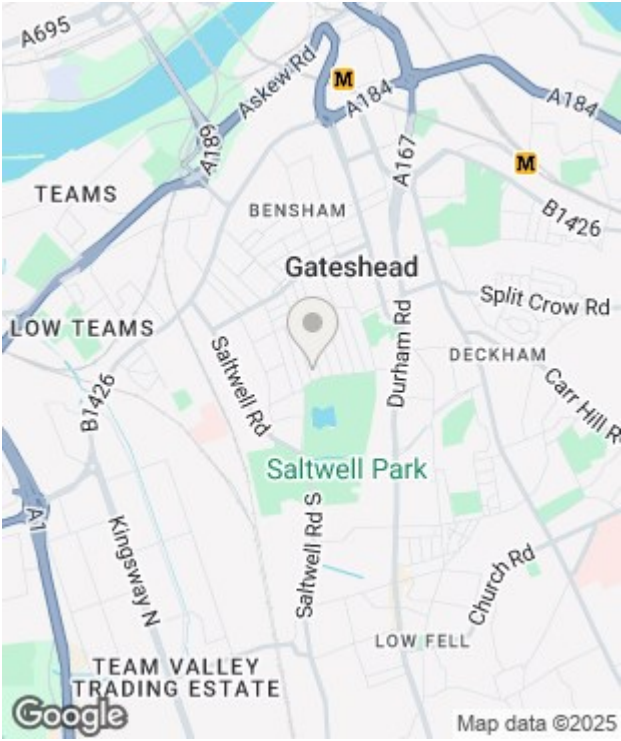 A695
Askew Rd
M
A184
A184
A189
A167
M
TEAMS
BENSHAM
B1426
Gateshead
Split Crow Rd
LOW TEAMS
Saltwell Rd
Durham Rd
DECKHAM
B1426
Carr Hill R
Saltwell Park
A1
Kingsway N
Saltwell Rd S
Church Rd
LOW FELL
TEAM VALLEY
TRADING ESTATE
Google
Map data ©2025